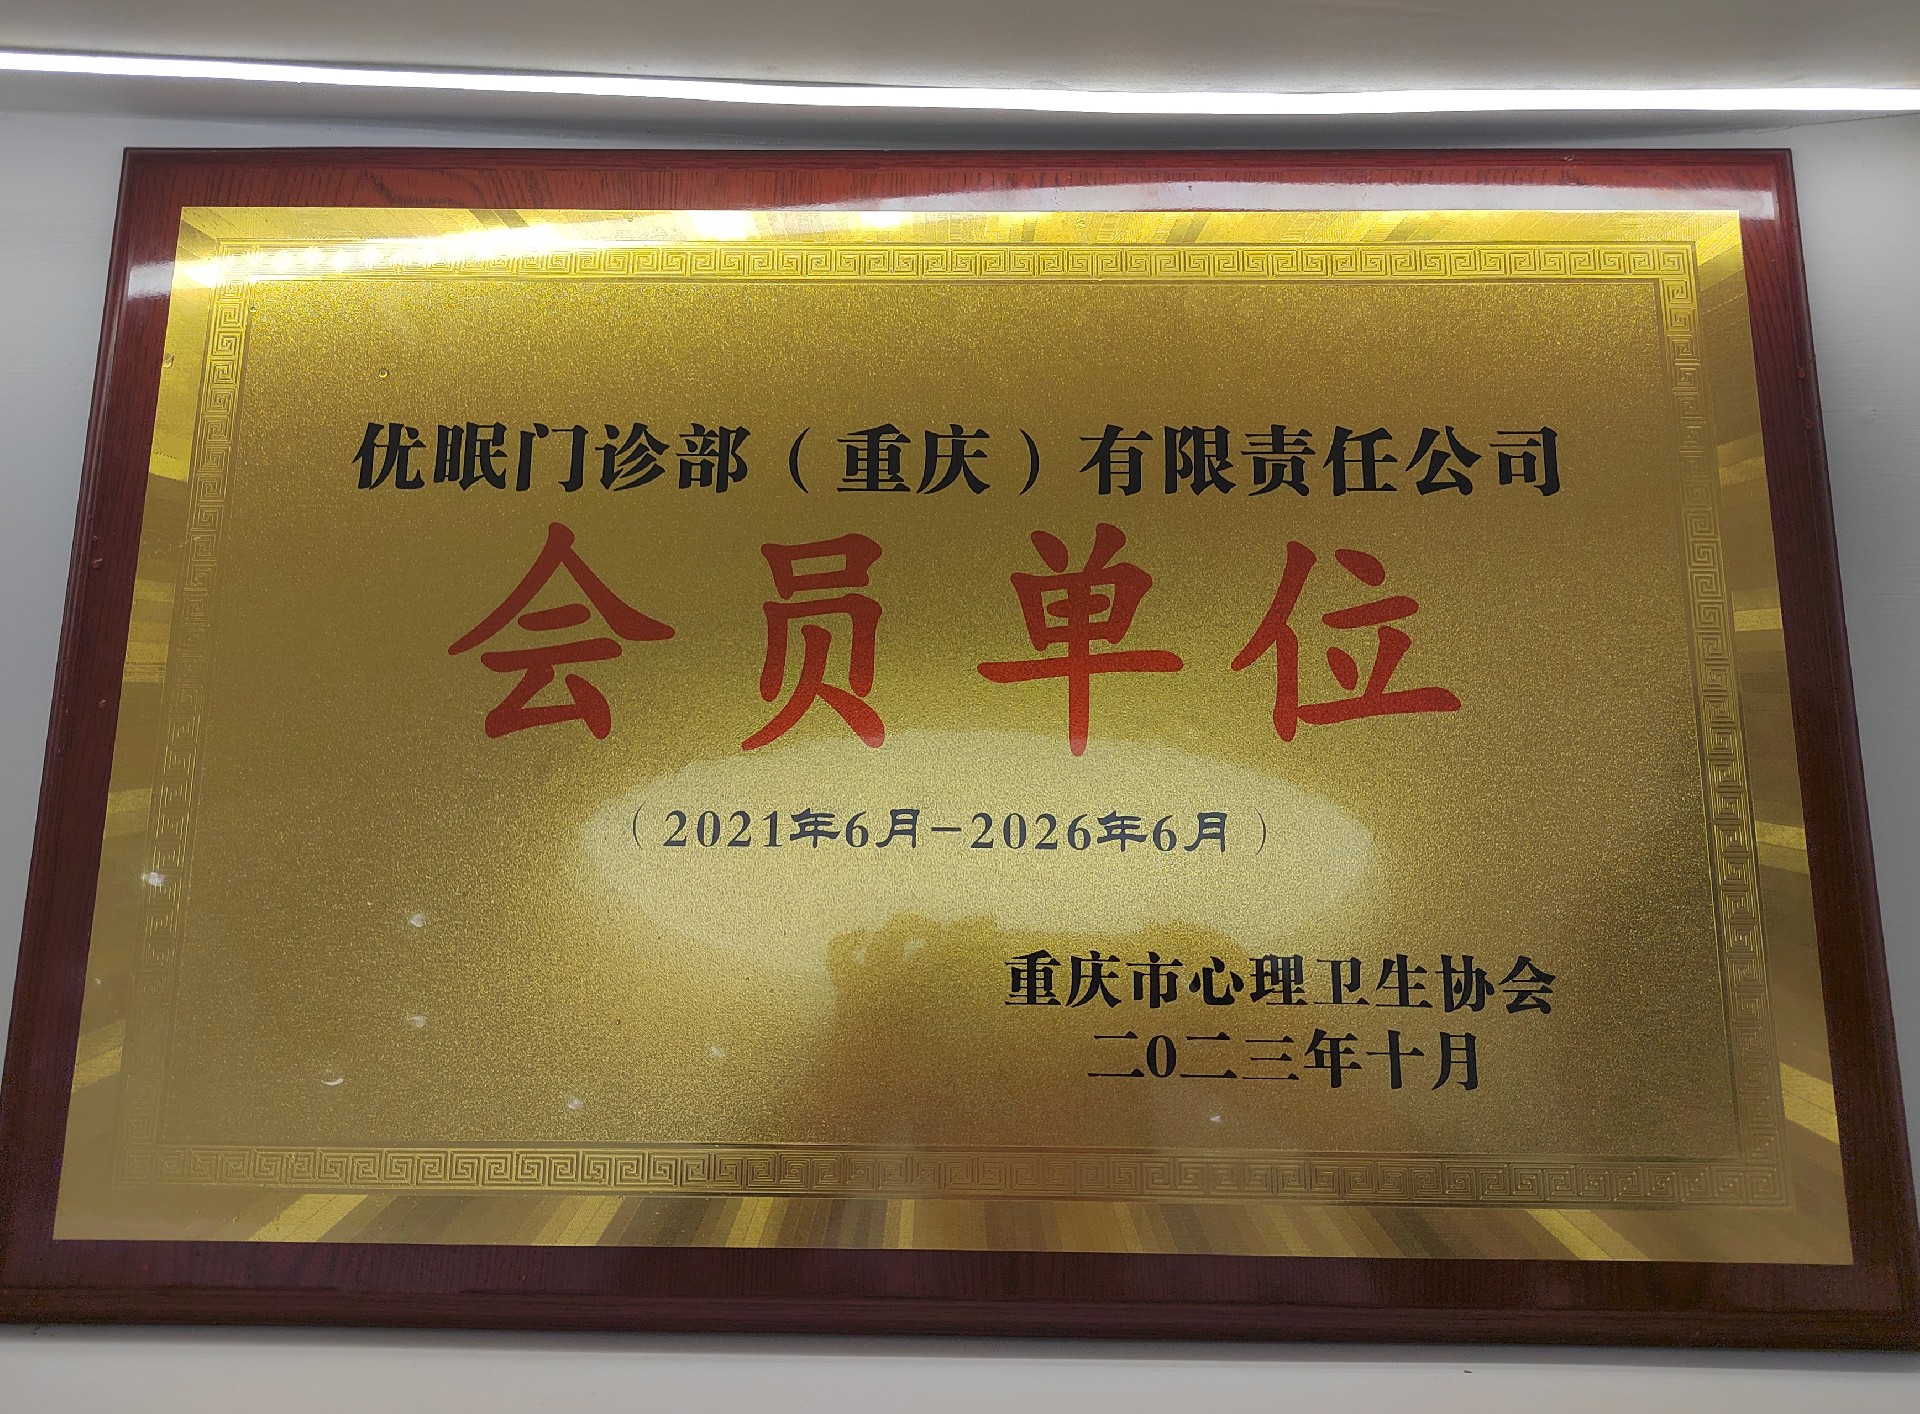 优眠门诊部（重庆）有限责任公司
会员单位
（2021年6月-2026年6月）
重庆市心理卫生协会
二0二三年十月